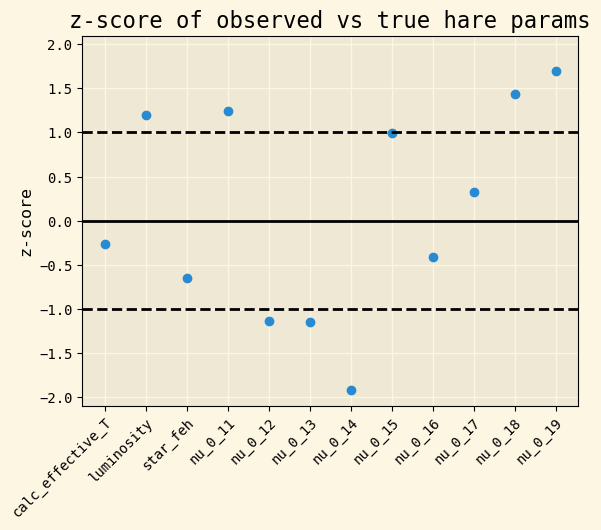 z-score of observed vs true hare params
z-score
2.0
1.5
1.0
0.5
0.0
−0.5
−1.0
−1.5
−2.0
calc_effective_T
luminosity
star_feh
nu_0_11
nu_0_12
nu_0_13
nu_0_14
nu_0_15
nu_0_16
nu_0_17
nu_0_18
nu_0_19